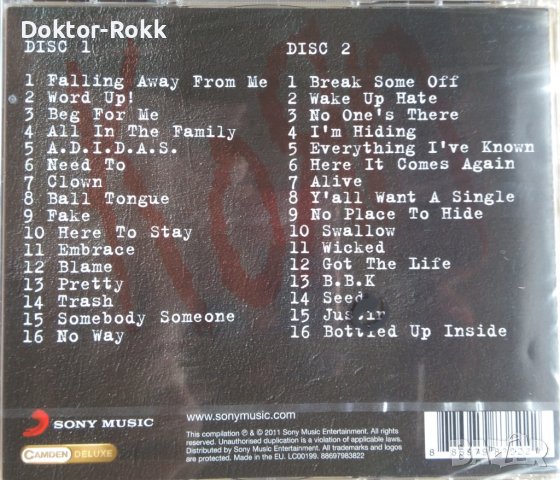 Doktor-Rokk
DISC 1
1 Falling Away From Me
2 Word Up!
3 Beg For Me
4 All In The Family
5 A.D.I.D.A.S.
6 Need To
7 Clown
8 Ball Tongue
9 Fake
10 Here To Stay
11 Embrace
12 Blame
13 Pretty
14 Trash
15 Somebody Someone
16 No Way
DISC 2
1 Break Some Off
2 Wake Up Hate
3 No One's There
4 I'm Hiding
5 Everything I've Known
6 Here It Comes Again
7 Alive
8 Y'all Want A Single
9 No Place To Hide
10 Swallow
11 Wicked
12 Got The Life
13 B.B.K
14 Seed
15 Justin
16 Bottled Up Inside
SONY MUSIC
CAMDEN DELUXE
www.sonymusic.com
This compilation ℗ & © 2011 Sony Music Entertainment. All rights
reserved. Unauthorised duplication is a violation of applicable laws.
Distributed by Sony Music Entertainment. All trademarks and logos
are protected. Made in the EU. LC00199. 88697983822